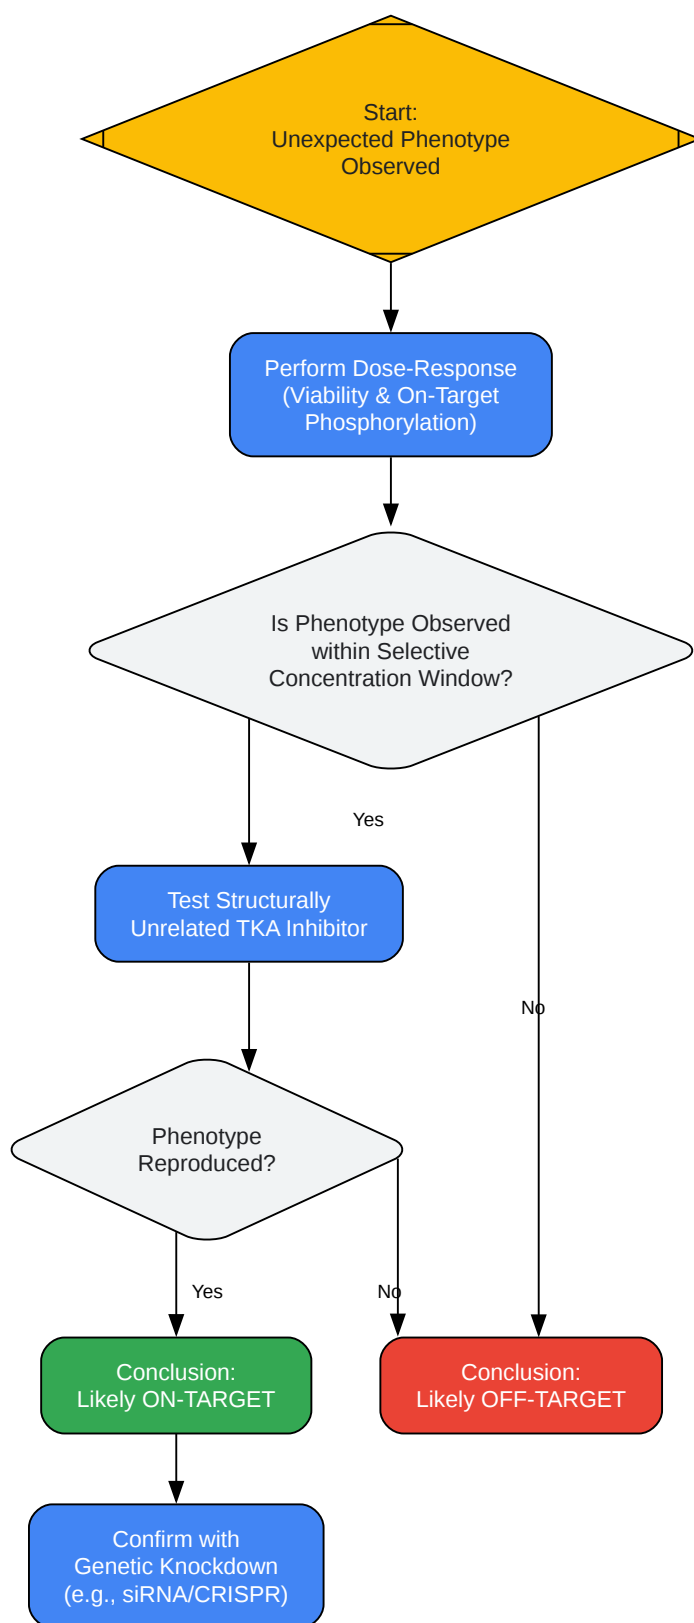 Start:
Unexpected Phenotype
Observed
Perform Dose-Response
(Viability & On-Target
Phosphorylation)
Is Phenotype Observed
within Selective
Concentration Window?
Yes
Test Structurally
Unrelated TKA Inhibitor
No
Phenotype
Reproduced?
Yes
No
Conclusion:
Likely ON-TARGET
Conclusion:
Likely OFF-TARGET
Confirm with
Genetic Knockdown
(e.g., siRNA/CRISPR)